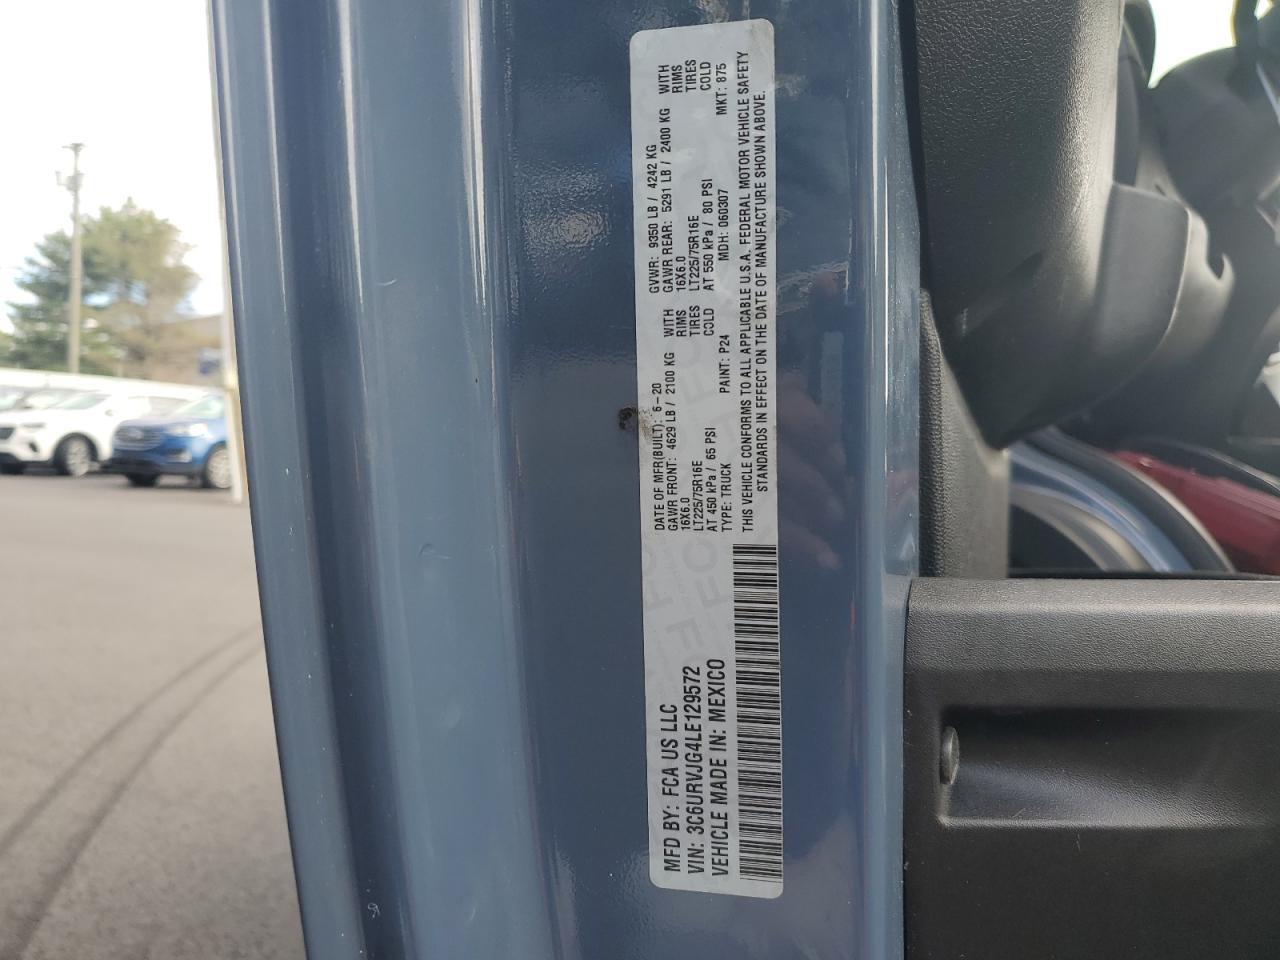 MFD BY: FCA US LLC
VIN: 3C6URVJG4LE129572
VEHICLE MADE IN: MEXICO
DATE OF MFR(BUILT): 6-20 GVWR: 9350 LB / 4242 KG
GAWR FRONT: 4629 LB / 2100 KG WITH GAWR REAR: 5291 LB / 2400 KG WITH
16X6.0 RIMS 16X6.0 RIMS
LT225/75R16E TIRES LT225/75R16E TIRES
AT 450 kPa / 65 PSI COLD AT 550 kPa / 80 PSI COLD
TYPE: TRUCK PAINT: P24 MDH: 060307 MKT: 875
THIS VEHICLE CONFORMS TO ALL APPLICABLE U.S.A. FEDERAL MOTOR VEHICLE SAFETY
STANDARDS IN EFFECT ON THE DATE OF MANUFACTURE SHOWN ABOVE.